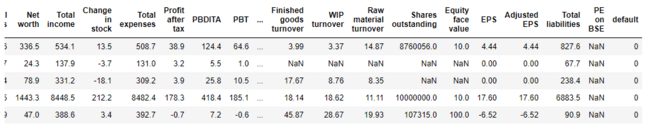 Net worth Total income Change in stock Total expenses Profit after tax PBDITA PBT ... Finished goods turnover WIP turnover Raw material turnover Shares outstanding Equity face value EPS Adjusted EPS Total liabilities PE on BSE default
336.5 534.1 13.5 508.7 38.9 124.4 64.6 ... 3.99 3.37 14.87 8760056.0 10.0 4.44 4.44 827.6 NaN 0
24.3 137.9 -3.7 131.0 3.2 5.5 1.0 ... NaN NaN NaN NaN NaN 0.00 0.00 67.7 NaN 0
78.9 331.2 -18.1 309.2 3.9 25.8 10.5 ... 17.67 8.76 8.35 NaN NaN 0.00 0.00 238.4 NaN 0
1443.3 8448.5 212.2 8482.4 178.3 418.4 185.1 ... 18.14 18.62 11.11 10000000.0 10.0 17.60 17.60 6883.5 NaN 0
47.0 388.6 3.4 392.7 -0.7 7.2 -0.6 ... 45.87 28.67 19.93 107315.0 100.0 -6.52 -6.52 90.9 NaN 0